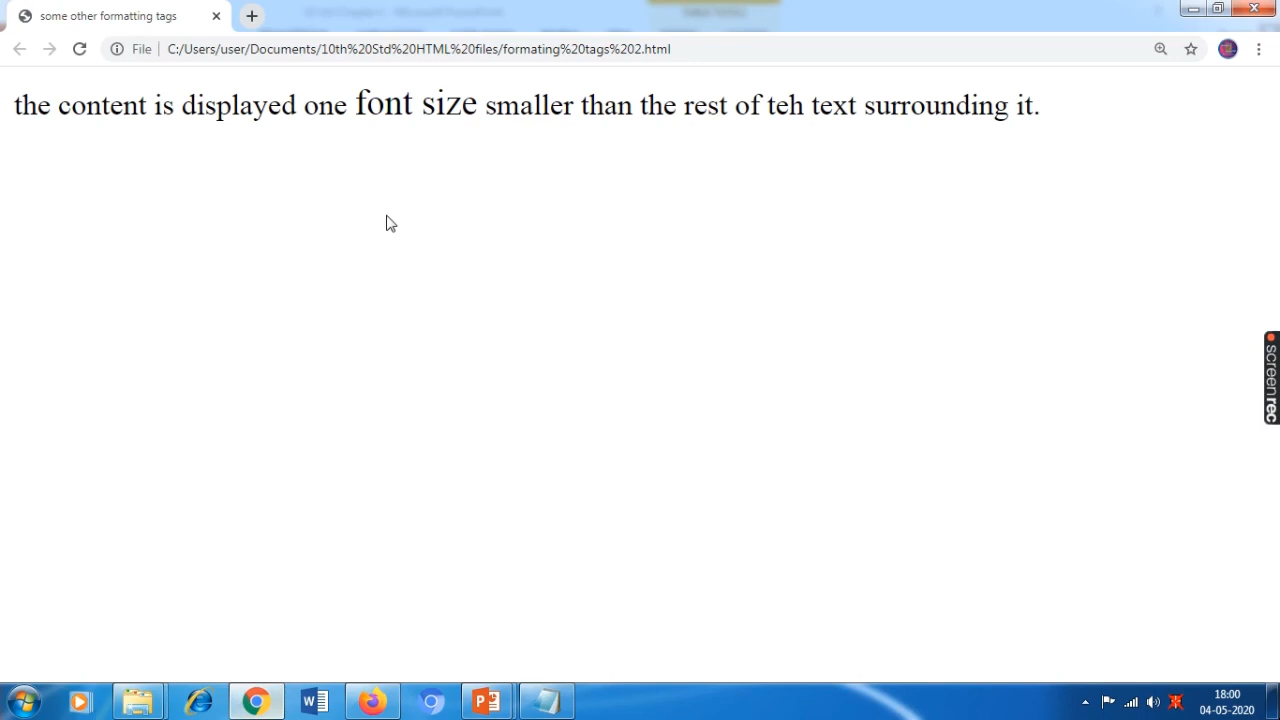 some other formatting tags
File
C:/Users/user/Documents/10th%20Std%20HTML%20files/formating%20tags%202.html
the content is displayed one font size smaller than the rest of teh text surrounding it.
screenrec
18:00
04-05-2020